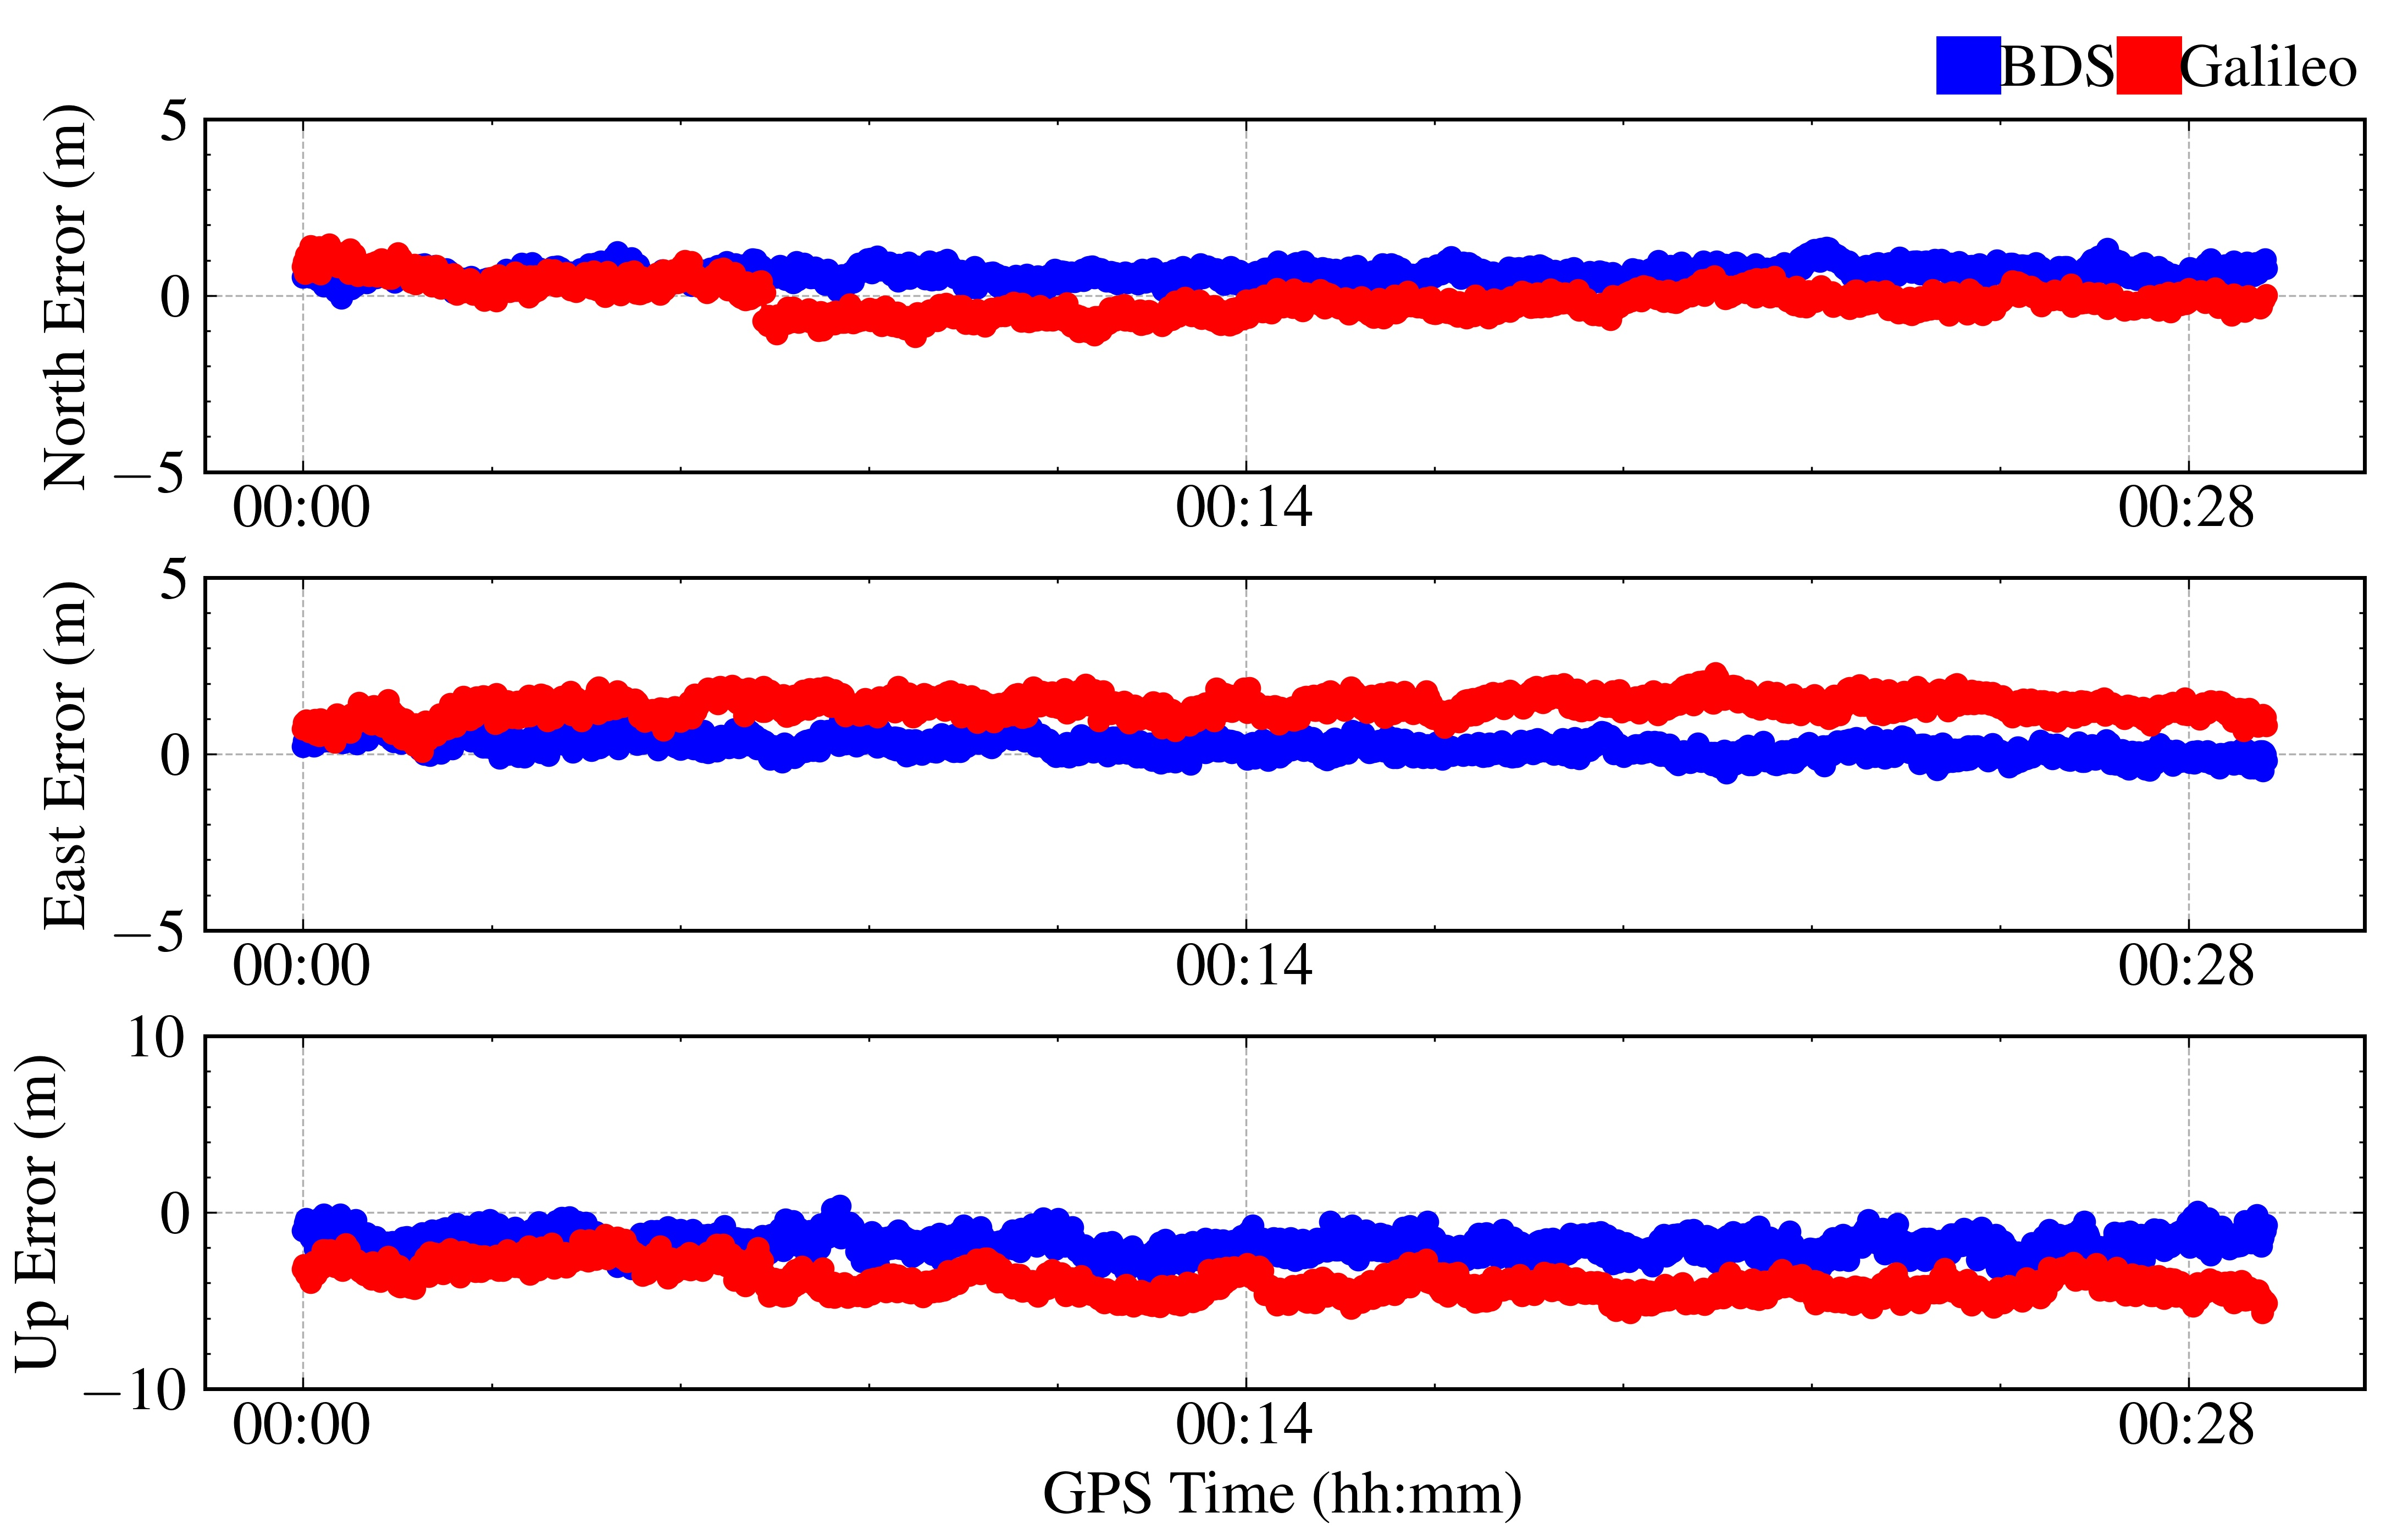 BDS Galileo
North Error (m)
5
0
−5
00:00 00:14 00:28
East Error (m)
5
0
−5
00:00 00:14 00:28
Up Error (m)
10
0
−10
00:00 00:14 00:28
GPS Time (hh:mm)